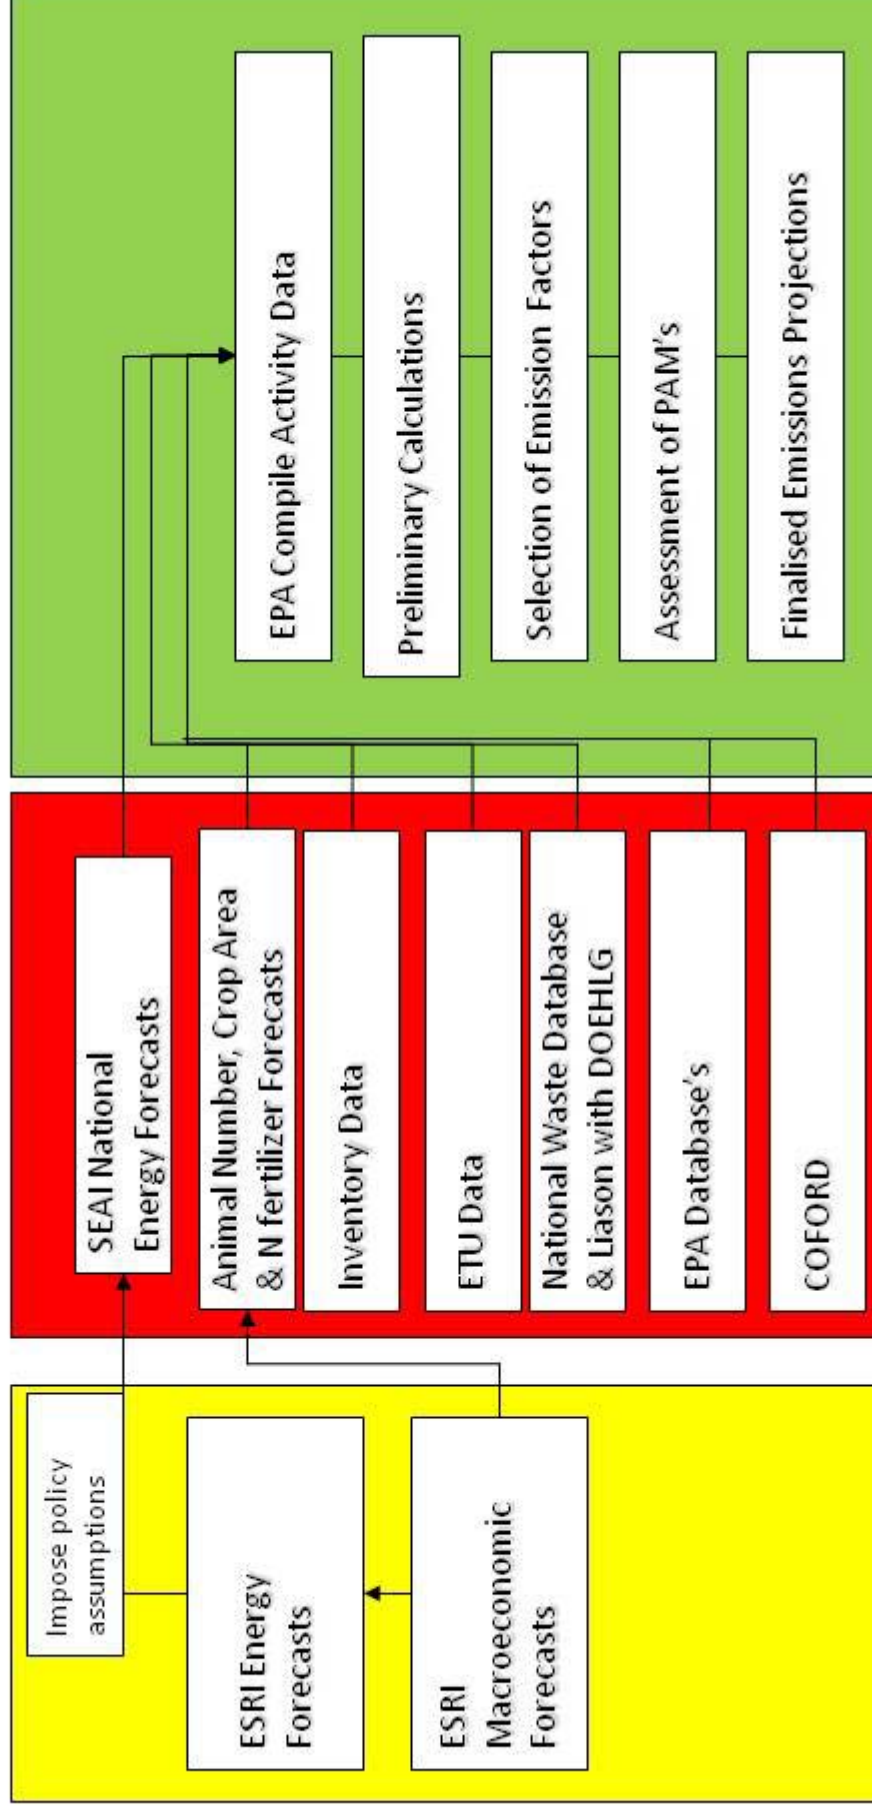 Impose policy
assumptions
ESRI Energy
Forecasts
ESRI
Macroeconomic
Forecasts
SEAI National
Energy Forecasts
Animal Number, Crop Area
& N fertilizer Forecasts
Inventory Data
ETU Data
National Waste Database
& Liason with DOEHLG
EPA Database's
COFORD
EPA Compile Activity Data
Preliminary Calculations
Selection of Emission Factors
Assessment of PAM's
Finalised Emissions Projections